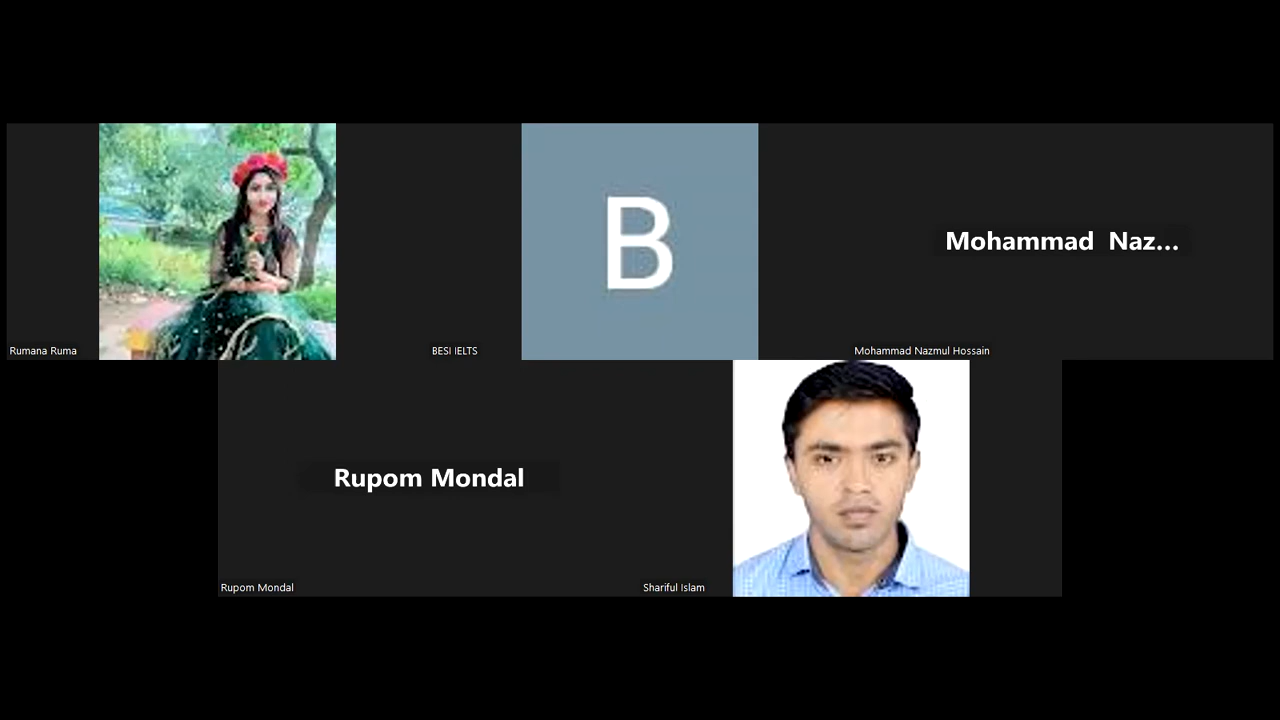 B
Mohammad Naz...
Rumana Ruma
BESI IELTS
Mohammad Nazmul Hossain
Rupom Mondal
Rupom Mondal
Shariful Islam